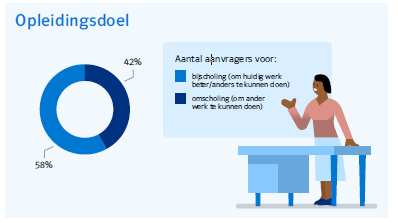 Opleidingsdoel
42%
58%
Aantal aanvragers voor:
bijscholing (om huidig werk
beter/anders te kunnen doen)
omscholing (om ander
werk te kunnen doen)